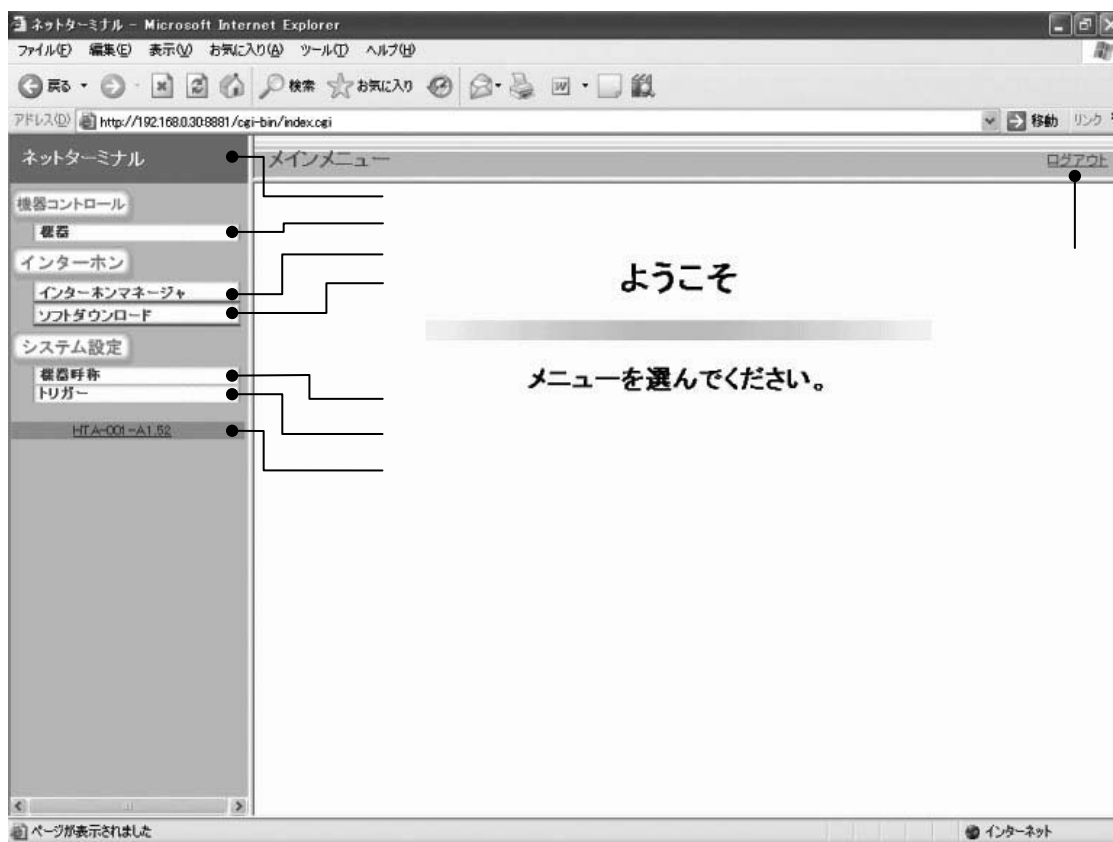 ネットターミナル - Microsoft Internet Explorer
ファイル(F) 編集(E) 表示(V) お気に入り(A) ツール(T) ヘルプ(H)
戻る 検索 お気に入り
アドレス(D) http://192.168.0.30:8881/cgi-bin/index.cgi 移動 リンク
ネットターミナル
メインメニュー
ログアウト
機器コントロール
機器
インターホン
インターホンマネージャ
ソフトダウンロード
システム設定
機器呼称
トリガー
HTA-001-A1.52
ようこそ
メニューを選んでください。
ページが表示されました
インターネット